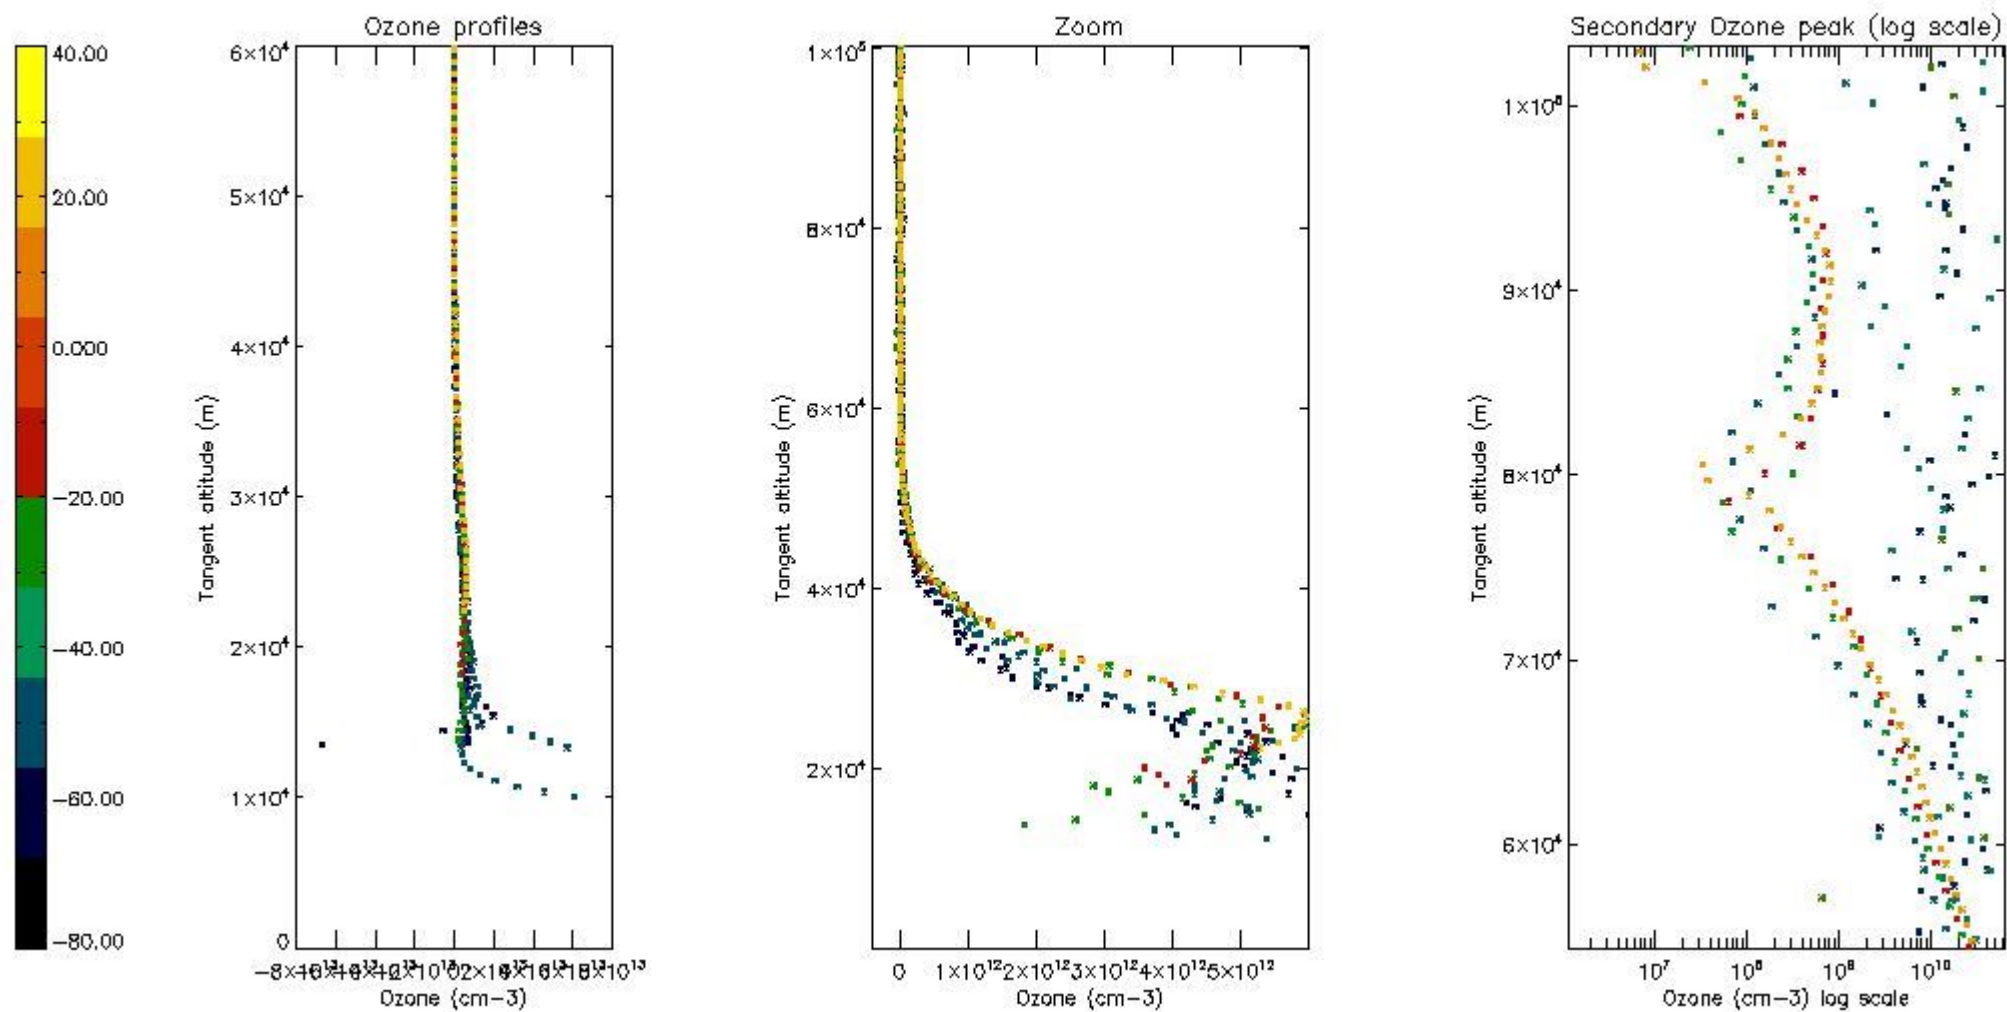 Ozone profiles
Zoom
Secondary Ozone peak (log scale)
40.00
20.00
0.000
−20.00
−40.00
−60.00
−80.00
6×10⁴
5×10⁴
4×10⁴
3×10⁴
2×10⁴
1×10⁴
0
Tangent altitude (m)
Ozone (cm−3)
1×10⁵
8×10⁴
6×10⁴
4×10⁴
2×10⁴
Tangent altitude (m)
0 1×10¹² 2×10¹² 3×10¹² 4×10¹² 5×10¹²
Ozone (cm−3)
9×10⁴
8×10⁴
7×10⁴
6×10⁴
Tangent altitude (m)
10⁷ 10⁸ 10⁹ 10¹⁰
Ozone (cm−3) log scale